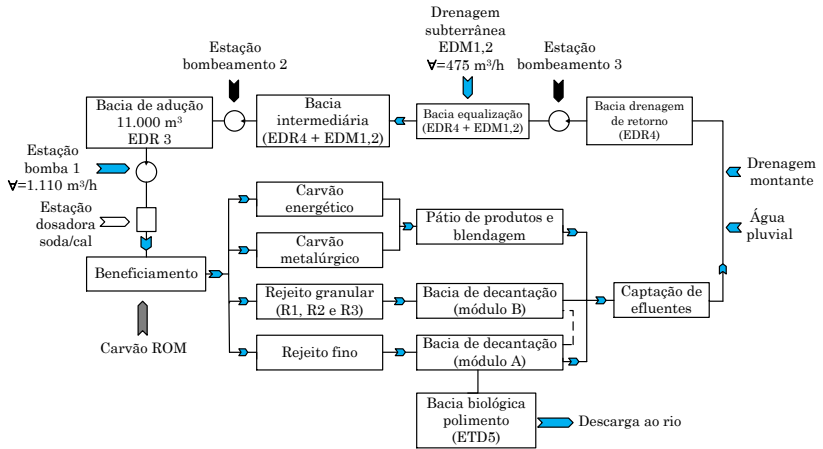 Drenagem
subterrânea
EDM1,2
∀=475 m³/h
Estação
bombeamento 2
Estação
bombeamento 3
Bacia de adução
11.000 m³
EDR 3
Bacia
intermediária
(EDR4 + EDM1,2)
Bacia equalização
(EDR4 + EDM1,2)
Bacia drenagem
de retorno
(EDR4)
Estação
bomba 1
∀=1.110 m³/h
Drenagem
montante
Estação
dosadora
soda/cal
Carvão
energético
Pátio de produtos e
blendagem
Água
pluvial
Carvão
metalúrgico
Beneficiamento
Rejeito granular
(R1, R2 e R3)
Bacia de decantação
(módulo B)
Captação de
efluentes
Carvão ROM
Rejeito fino
Bacia de decantação
(módulo A)
Bacia biológica
polimento
(ETD5)
Descarga ao rio